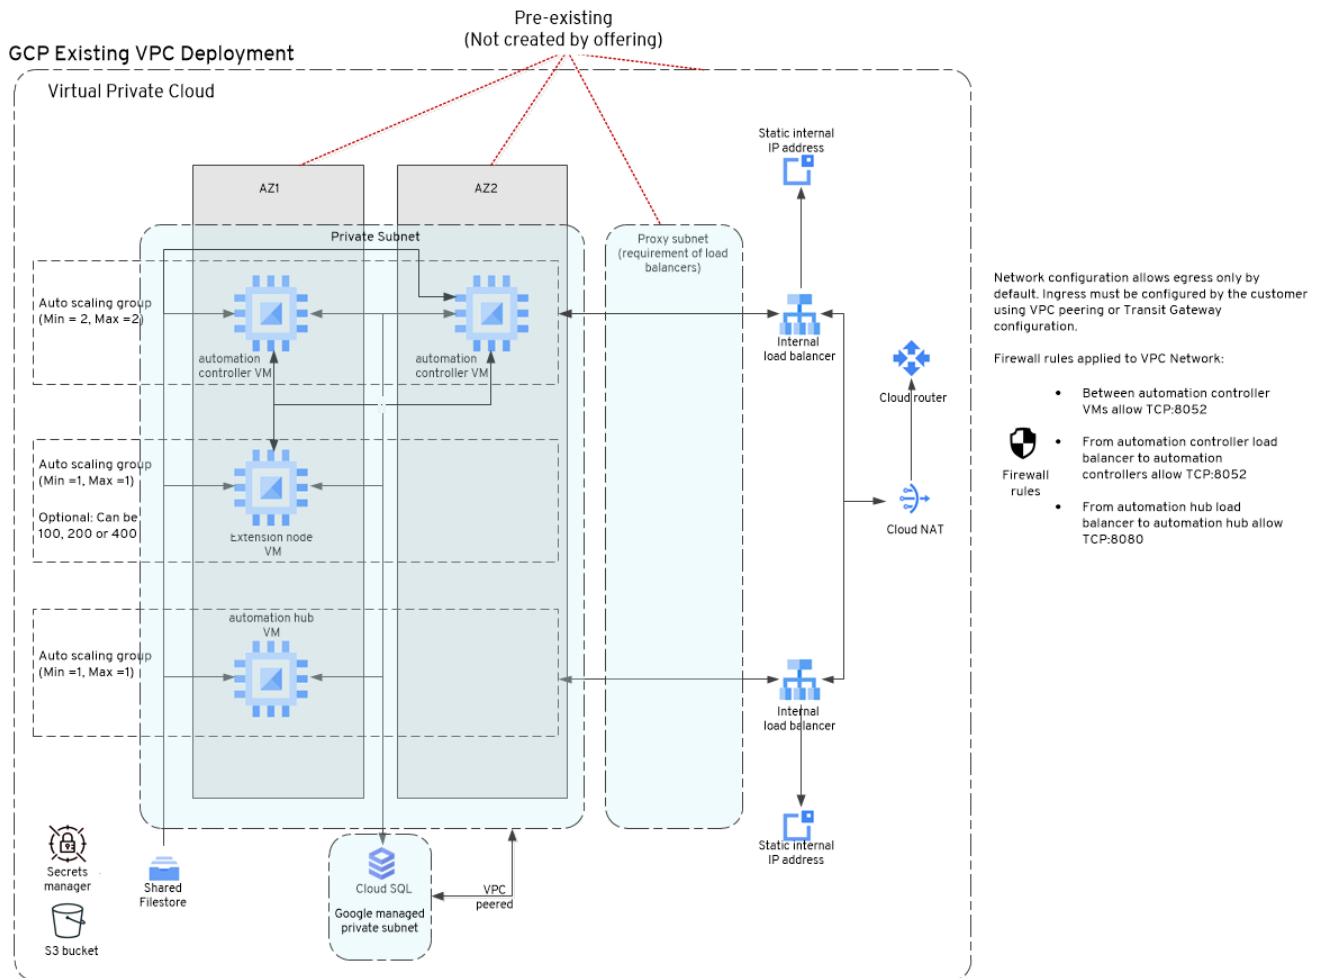 Pre-existing
(Not created by offering)
GCP Existing VPC Deployment
Virtual Private Cloud
Static internal
IP address
AZ1
AZ2
Private Subnet
Proxy subnet
(requirement of load
balancers)
Auto scaling group
(Min = 2, Max =2)
automation
controller VM
automation
controller VM
Internal
load balancer
Cloud router
Network configuration allows egress only by
default. Ingress must be configured by the customer
using VPC peering or Transit Gateway
configuration.
Firewall rules applied to VPC Network:
• Between automation controller
VMs allow TCP:8052
• From automation controller load
balancer to automation
controllers allow TCP:8052
• From automation hub load
balancer to automation hub allow
TCP:8080
Firewall
rules
Auto scaling group
(Min =1, Max =1)
Optional: Can be
100, 200 or 400
Extension node
VM
Cloud NAT
automation hub
VM
Auto scaling group
(Min =1, Max =1)
Internal
load balancer
Static internal
IP address
Secrets
manager
Shared
Filestore
Cloud SQL
Google managed
private subnet
VPC
peered
S3 bucket